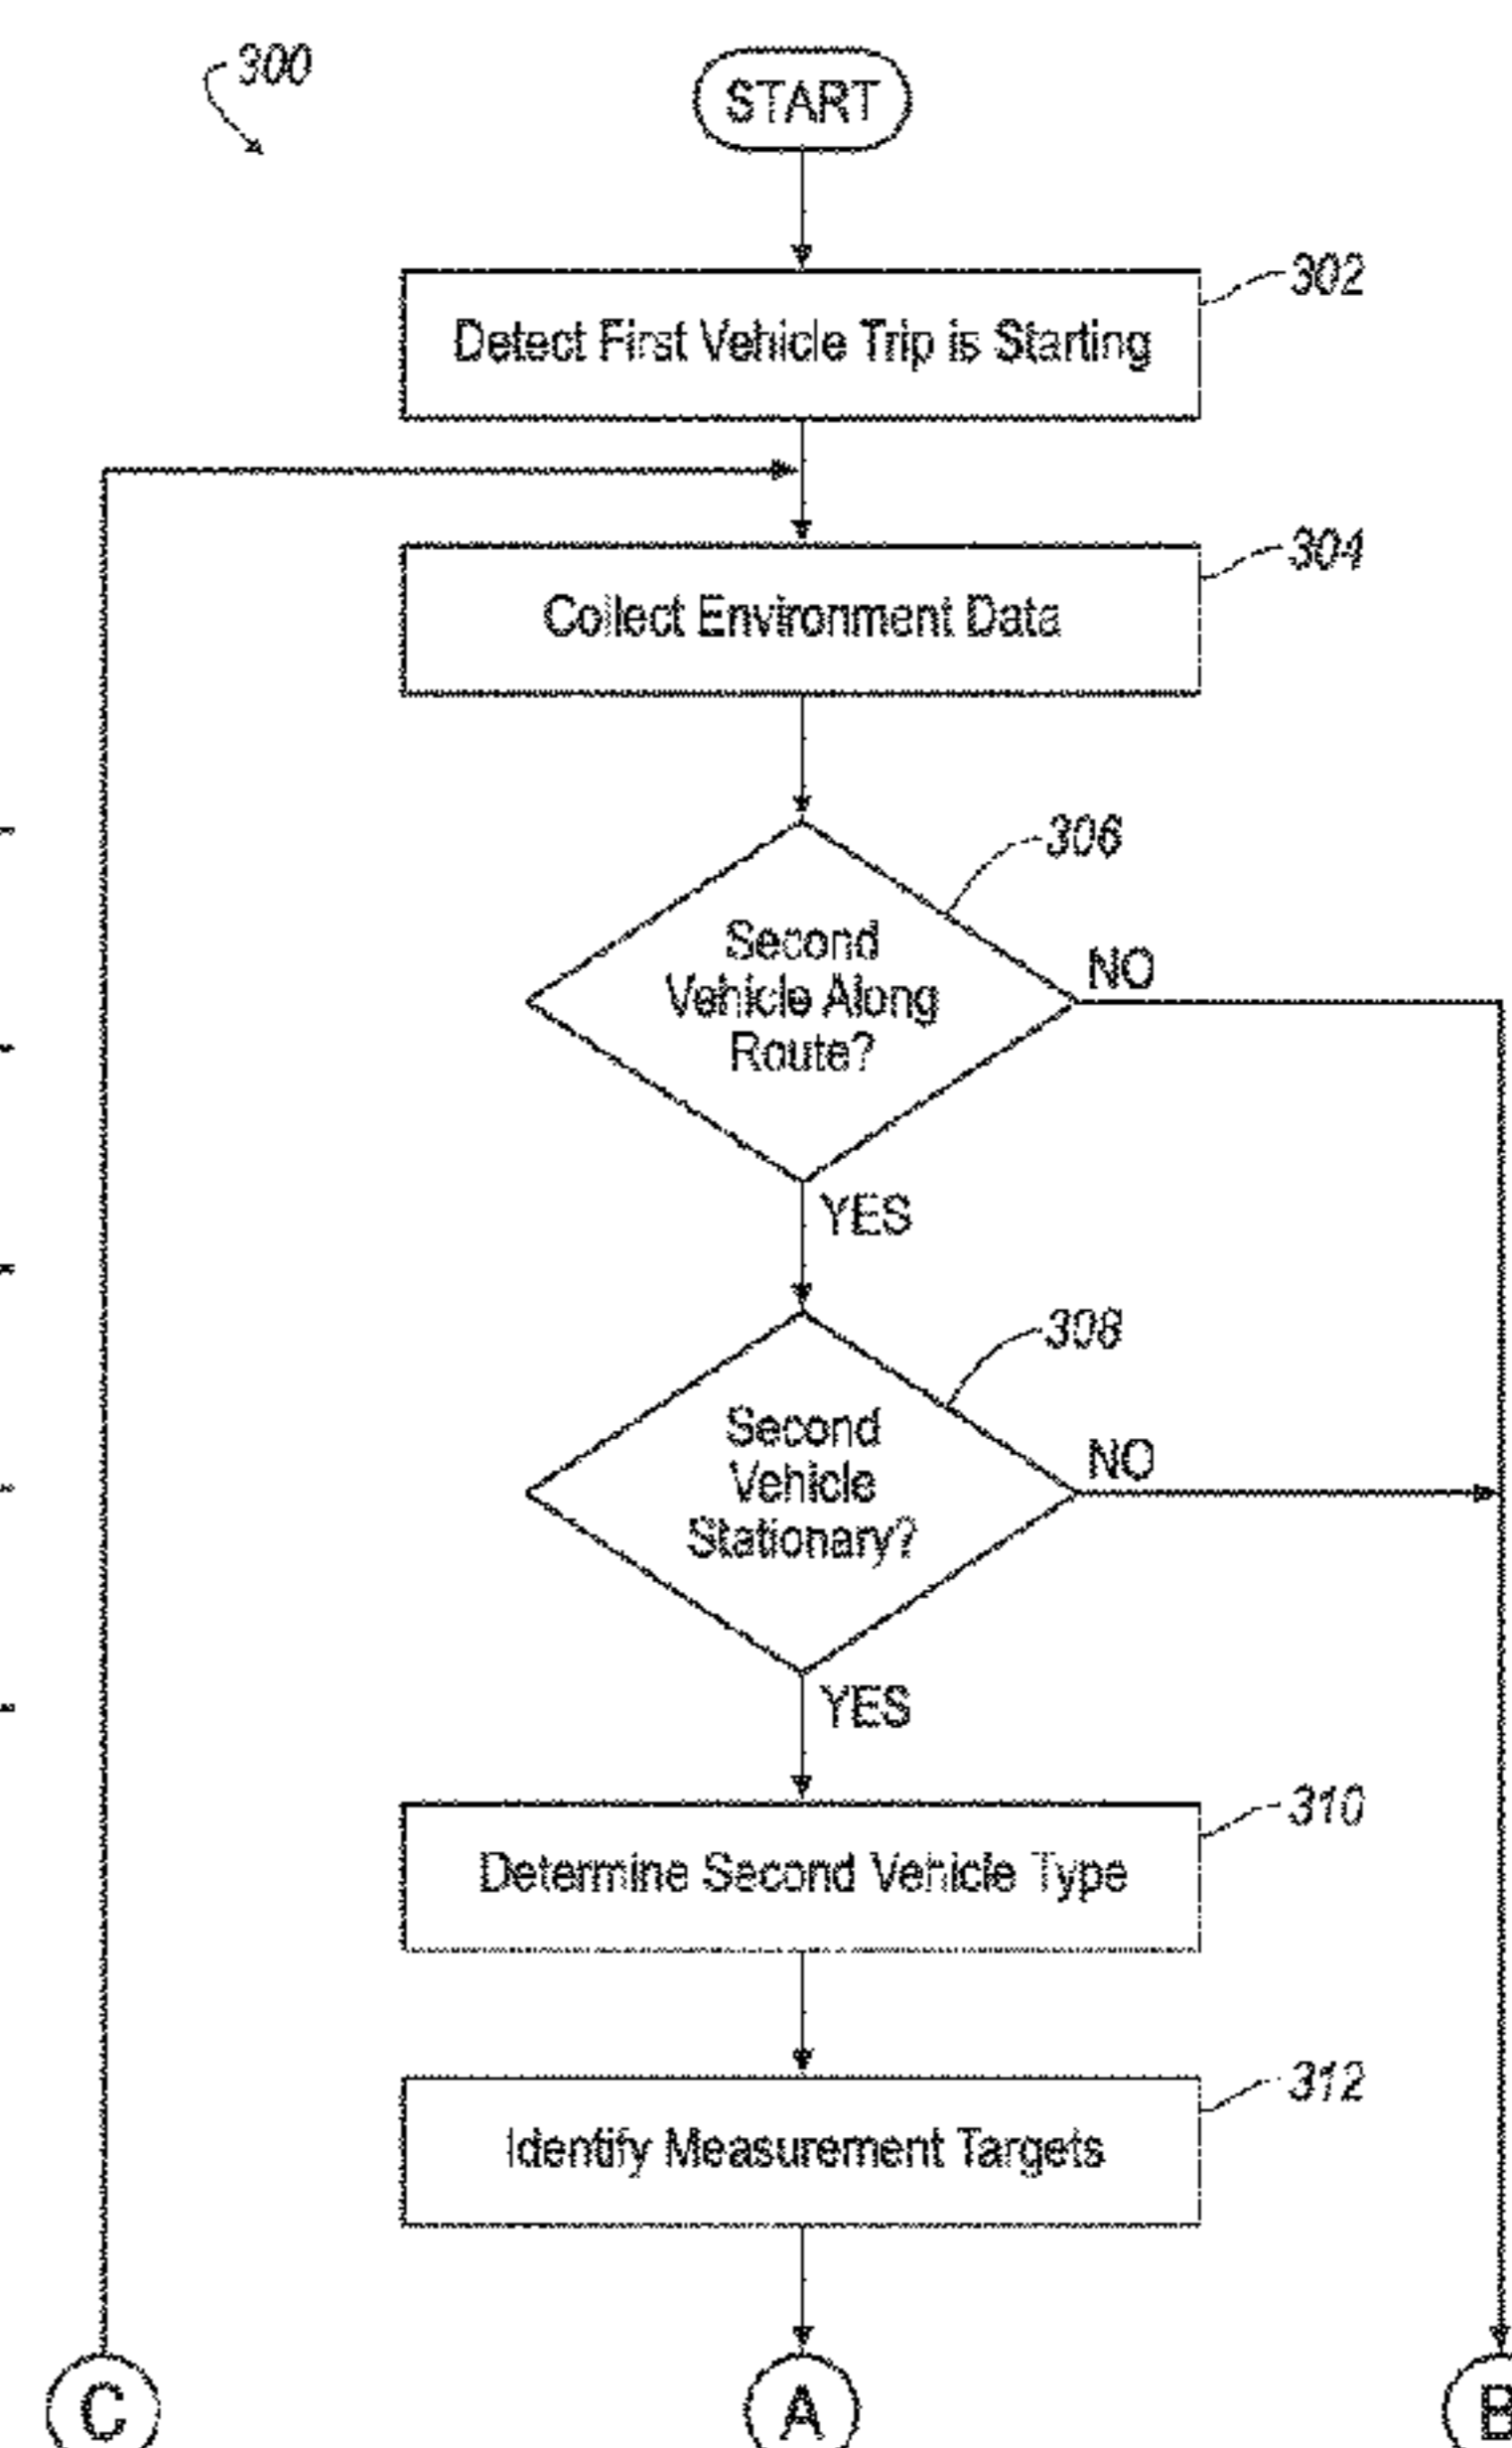 300
START
302
Detect First Vehicle Trip is Starting
304
Collect Environment Data
306
Second
Vehicle Along
Route?
NO
YES
308
Second
Vehicle
Stationary?
NO
YES
310
Determine Second Vehicle Type
312
Identify Measurement Targets
C
A
B